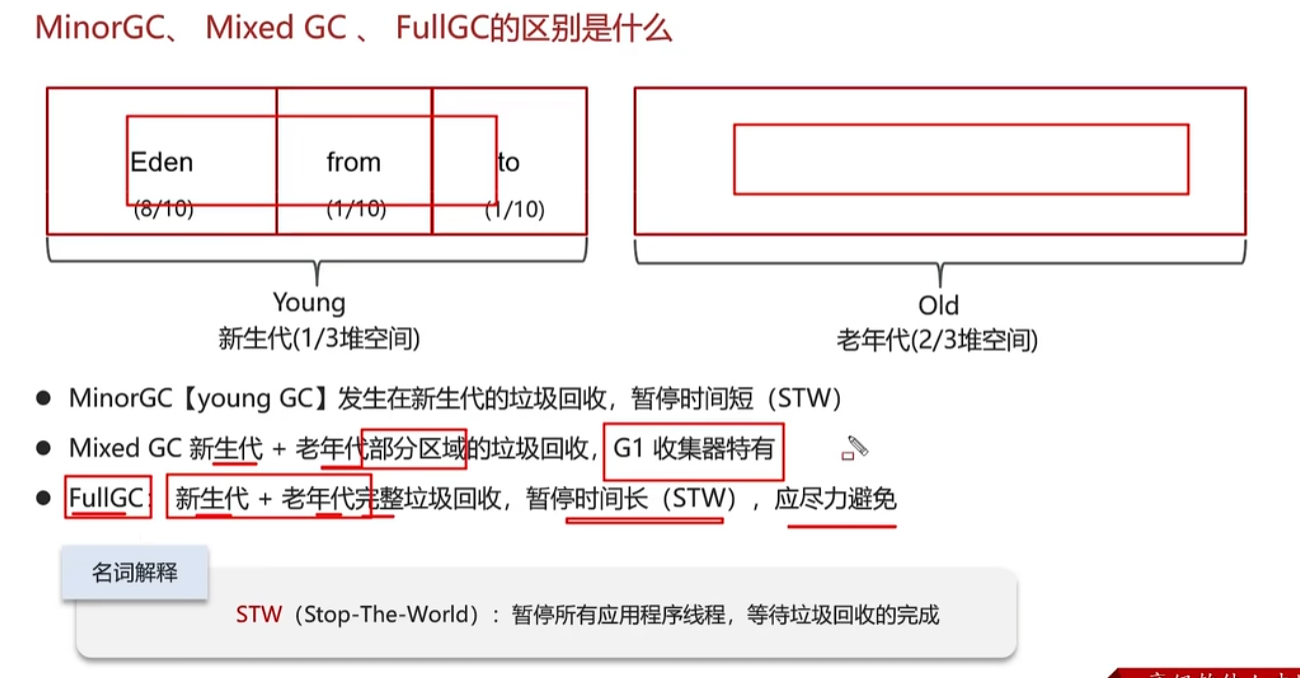 MinorGC、 Mixed GC 、 FullGC的区别是什么
Eden from to
(8/10) (1/10) (1/10)
Young Old
新生代(1/3堆空间) 老年代(2/3堆空间)
● MinorGC【young GC】发生在新生代的垃圾回收，暂停时间短（STW）
● Mixed GC 新生代 + 老年代部分区域的垃圾回收，G1 收集器特有
● FullGC： 新生代 + 老年代完整垃圾回收，暂停时间长（STW），应尽力避免
名词解释
STW（Stop-The-World）：暂停所有应用程序线程，等待垃圾回收的完成